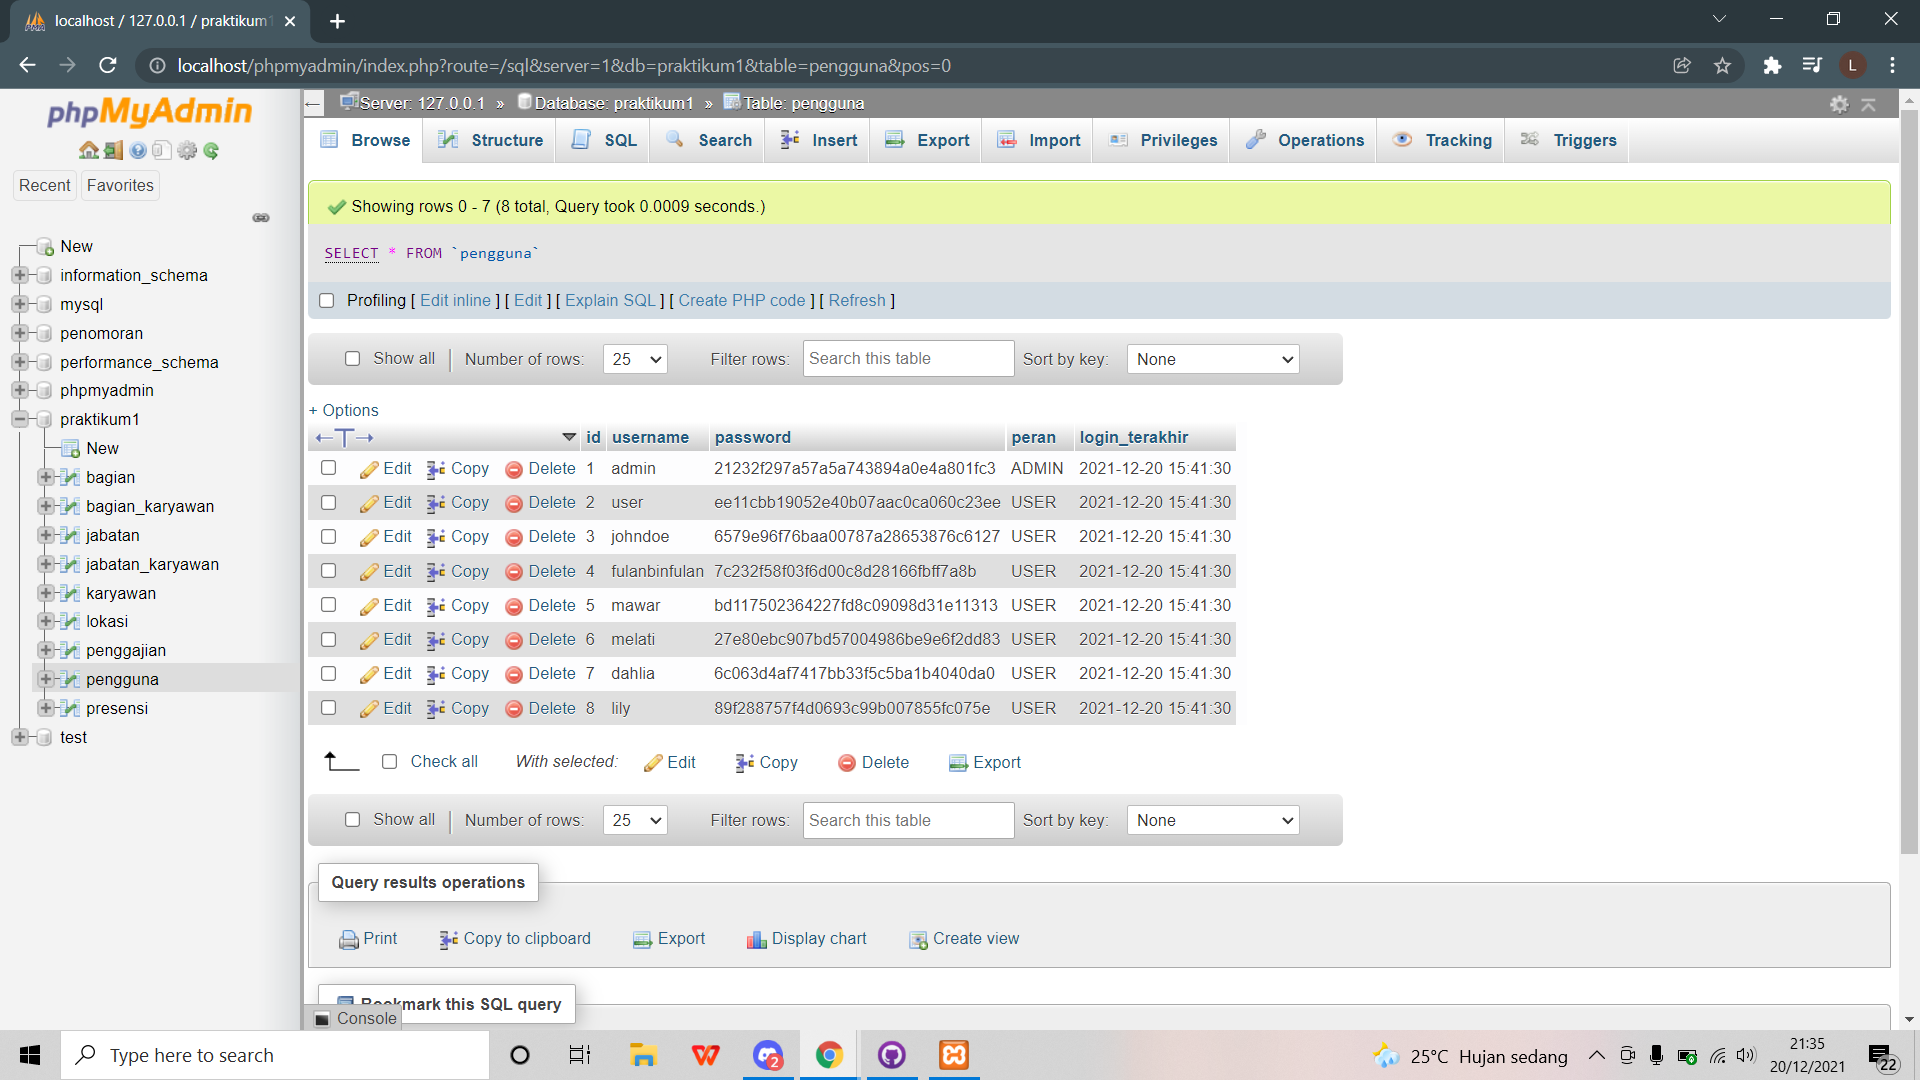 localhost / 127.0.0.1 / praktikum1
localhost/phpmyadmin/index.php?route=/sql&server=1&db=praktikum1&table=pengguna&pos=0
L
phpMyAdmin
Recent Favorites
New
information_schema
mysql
penomoran
performance_schema
phpmyadmin
praktikum1
New
bagian
bagian_karyawan
jabatan
jabatan_karyawan
karyawan
lokasi
penggajian
pengguna
presensi
test
Server: 127.0.0.1 » Database: praktikum1 » Table: pengguna
Browse Structure SQL Search Insert Export Import Privileges Operations Tracking Triggers
Showing rows 0 - 7 (8 total, Query took 0.0009 seconds.)
SELECT * FROM `pengguna`
Profiling [ Edit inline ] [ Edit ] [ Explain SQL ] [ Create PHP code ] [ Refresh ]
Show all Number of rows: 25 Filter rows: Search this table Sort by key: None
+ Options
←T→ id username password peran login_terakhir
Edit Copy Delete 1 admin 21232f297a57a5a743894a0e4a801fc3 ADMIN 2021-12-20 15:41:30
Edit Copy Delete 2 user ee11cbb19052e40b07aac0ca060c23ee USER 2021-12-20 15:41:30
Edit Copy Delete 3 johndoe 6579e96f76baa00787a28653876c6127 USER 2021-12-20 15:41:30
Edit Copy Delete 4 fulanbinfulan 7c232f58f03f6d00c8d28166fbff7a8b USER 2021-12-20 15:41:30
Edit Copy Delete 5 mawar bd117502364227fd8c09098d31e11313 USER 2021-12-20 15:41:30
Edit Copy Delete 6 melati 27e80ebc907bd57004986be9e6f2dd83 USER 2021-12-20 15:41:30
Edit Copy Delete 7 dahlia 6c063d4af7417bb33f5c5ba1b4040da0 USER 2021-12-20 15:41:30
Edit Copy Delete 8 lily 89f288757f4d0693c99b007855fc075e USER 2021-12-20 15:41:30
Check all With selected: Edit Copy Delete Export
Show all Number of rows: 25 Filter rows: Search this table Sort by key: None
Query results operations
Print Copy to clipboard Export Display chart Create view
Bookmark this SQL query
Console
Type here to search
2
25°C Hujan sedang
21:35
20/12/2021
22